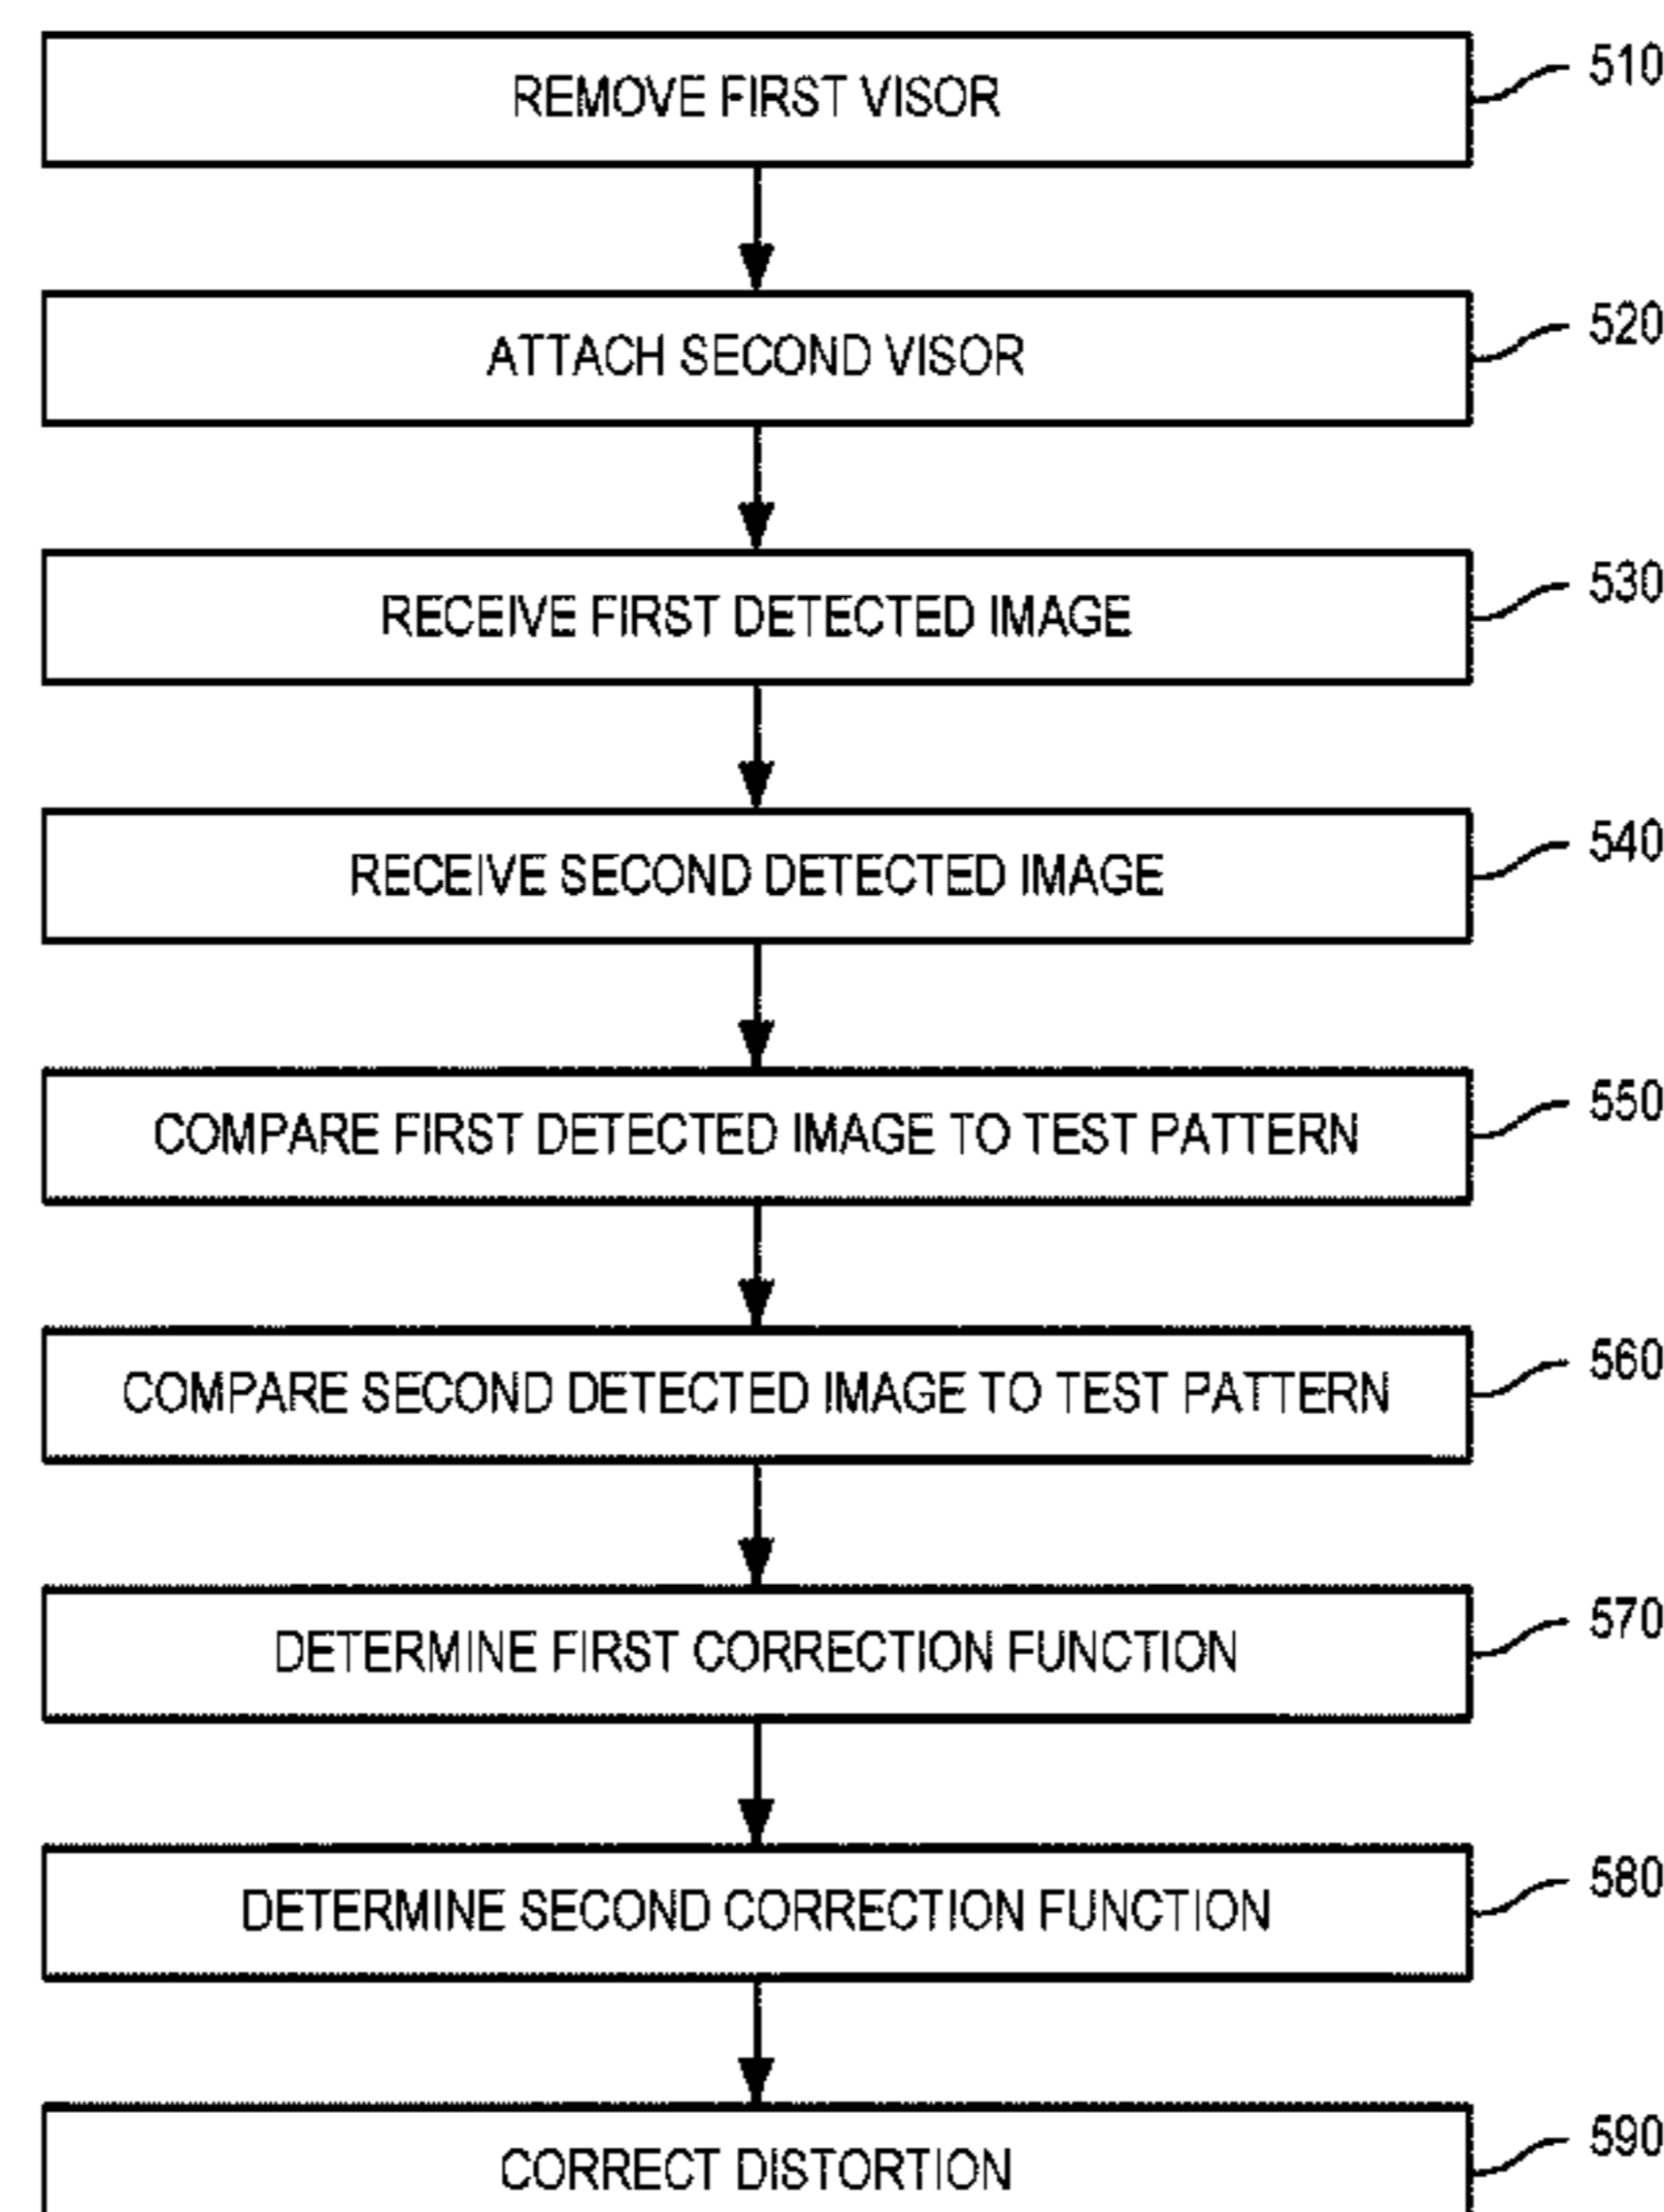 REMOVE FIRST VISOR 510
ATTACH SECOND VISOR 520
RECEIVE FIRST DETECTED IMAGE 530
RECEIVE SECOND DETECTED IMAGE 540
COMPARE FIRST DETECTED IMAGE TO TEST PATTERN 550
COMPARE SECOND DETECTED IMAGE TO TEST PATTERN 560
DETERMINE FIRST CORRECTION FUNCTION 570
DETERMINE SECOND CORRECTION FUNCTION 580
CORRECT DISTORTION 590